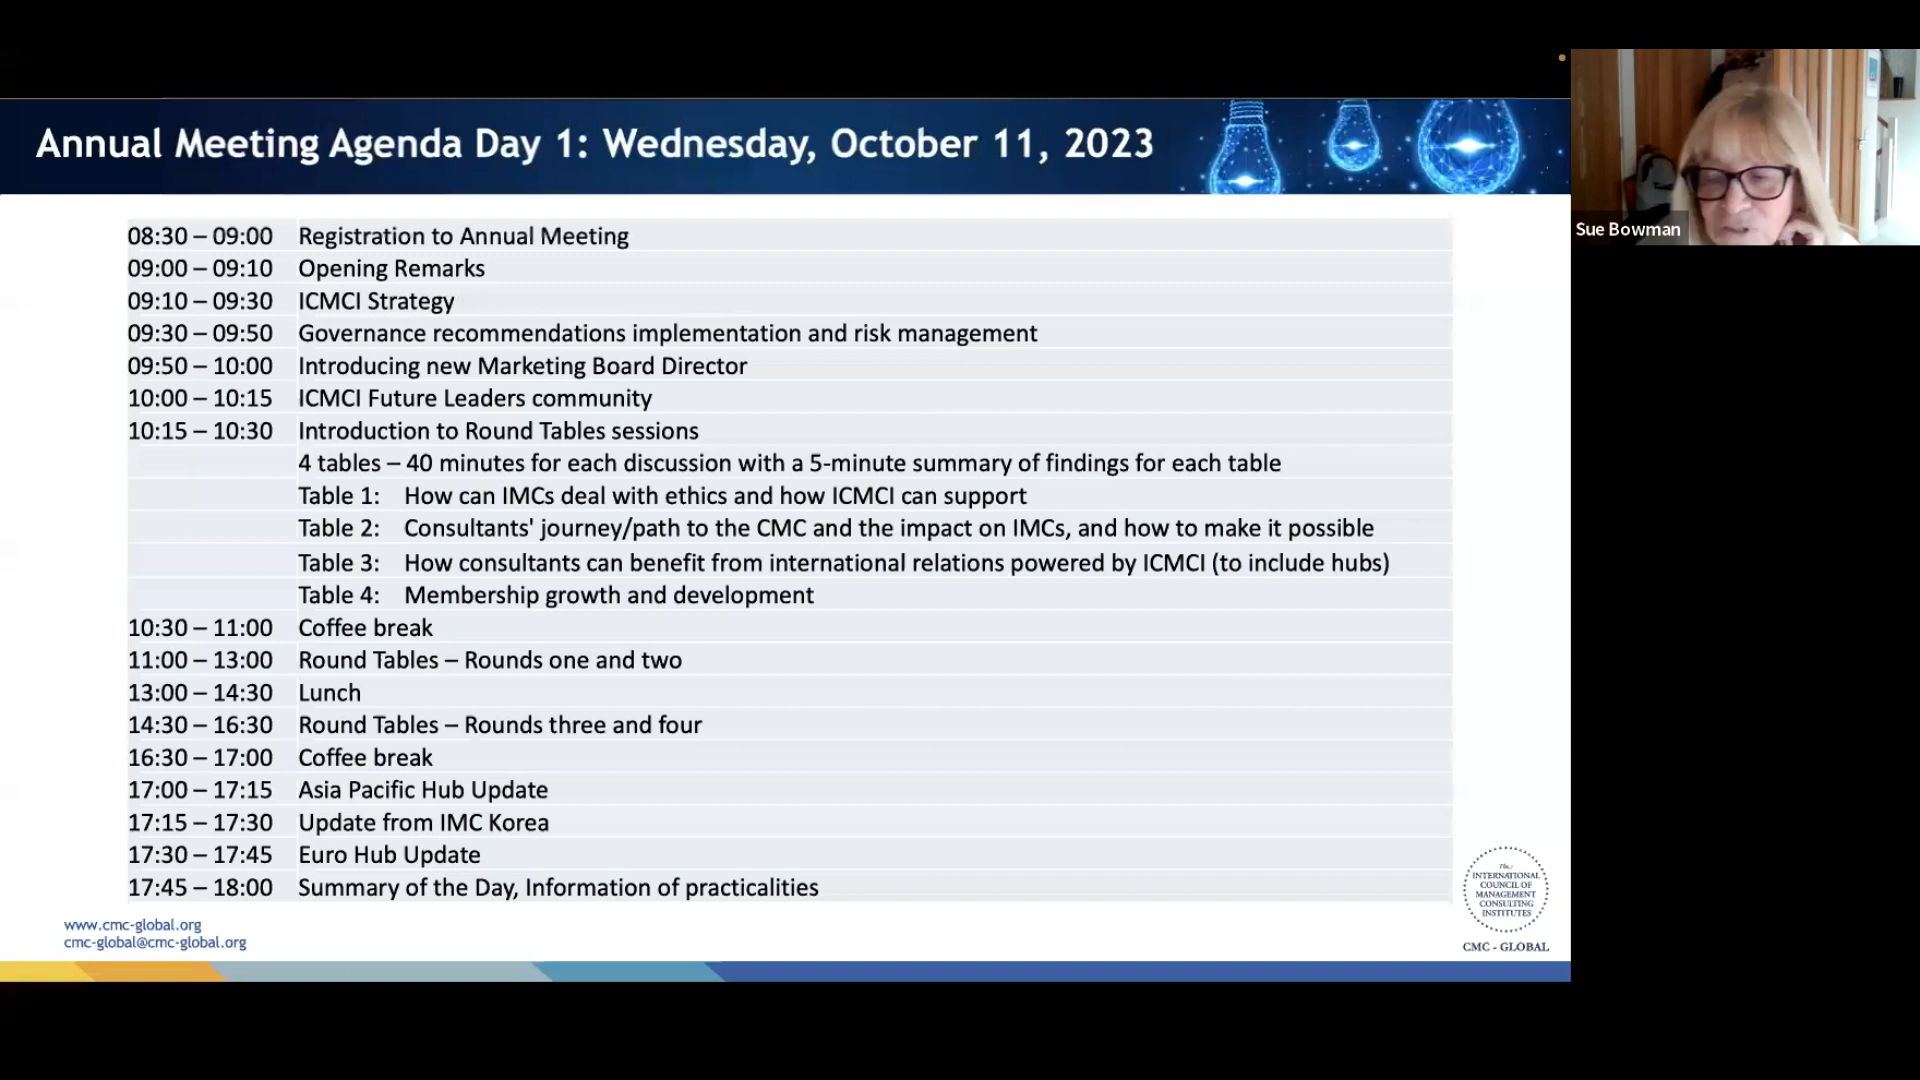 Annual Meeting Agenda Day 1: Wednesday, October 11, 2023
Sue Bowman
08:30 – 09:00 Registration to Annual Meeting
09:00 – 09:10 Opening Remarks
09:10 – 09:30 ICMCI Strategy
09:30 – 09:50 Governance recommendations implementation and risk management
09:50 – 10:00 Introducing new Marketing Board Director
10:00 – 10:15 ICMCI Future Leaders community
10:15 – 10:30 Introduction to Round Tables sessions
4 tables – 40 minutes for each discussion with a 5-minute summary of findings for each table
Table 1: How can IMCs deal with ethics and how ICMCI can support
Table 2: Consultants' journey/path to the CMC and the impact on IMCs, and how to make it possible
Table 3: How consultants can benefit from international relations powered by ICMCI (to include hubs)
Table 4: Membership growth and development
10:30 – 11:00 Coffee break
11:00 – 13:00 Round Tables – Rounds one and two
13:00 – 14:30 Lunch
14:30 – 16:30 Round Tables – Rounds three and four
16:30 – 17:00 Coffee break
17:00 – 17:15 Asia Pacific Hub Update
17:15 – 17:30 Update from IMC Korea
17:30 – 17:45 Euro Hub Update
17:45 – 18:00 Summary of the Day, Information of practicalities
www.cmc-global.org
cmc-global@cmc-global.org
The
INTERNATIONAL
COUNCIL OF
MANAGEMENT
CONSULTING
INSTITUTES
CMC - GLOBAL